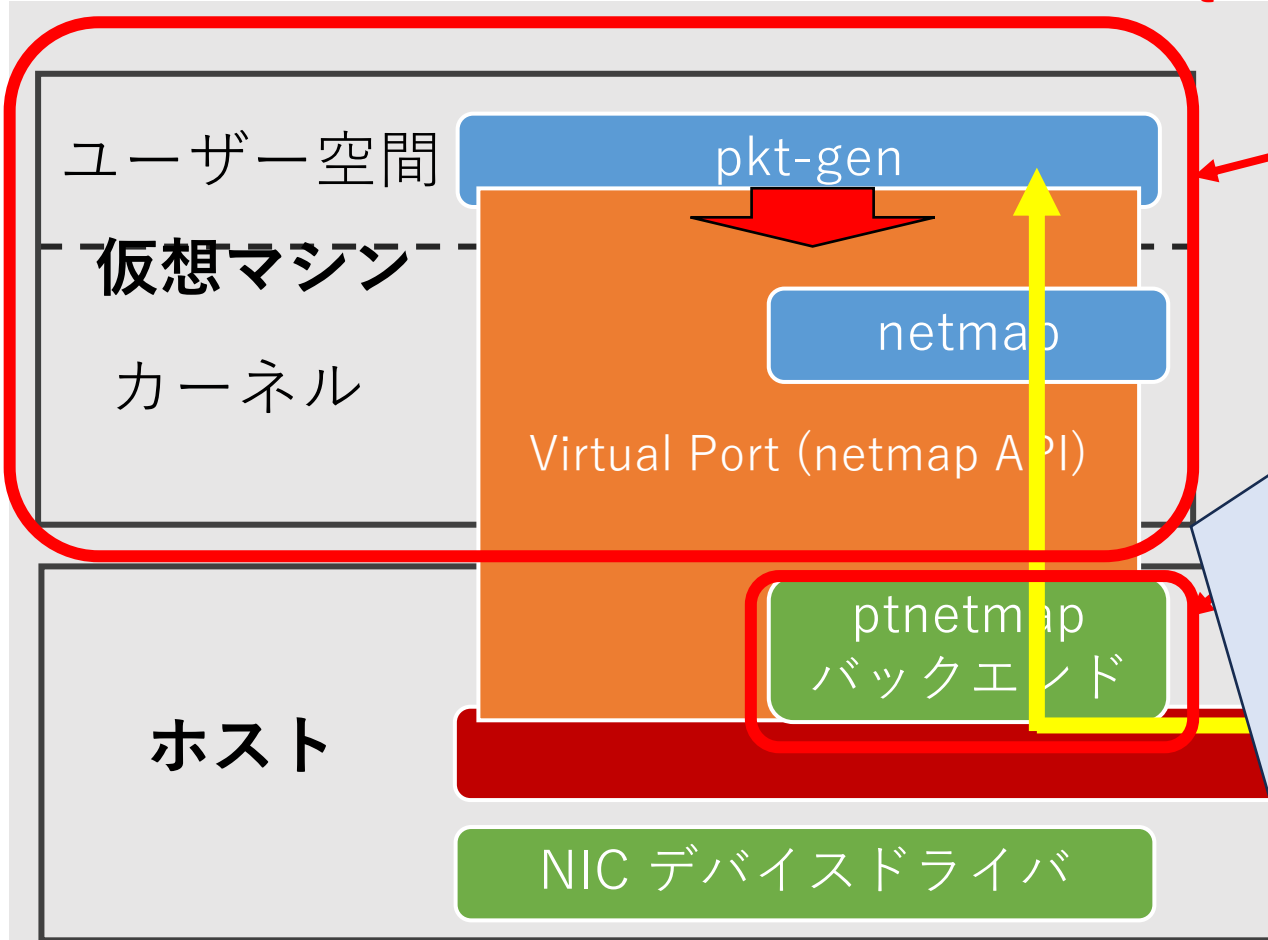 ユーザー空間
pkt-gen
仮想マシン
netmap
カーネル
Virtual Port (netmap API)
ptnetmap
バックエンド
ホスト
NIC デバイスドライバ